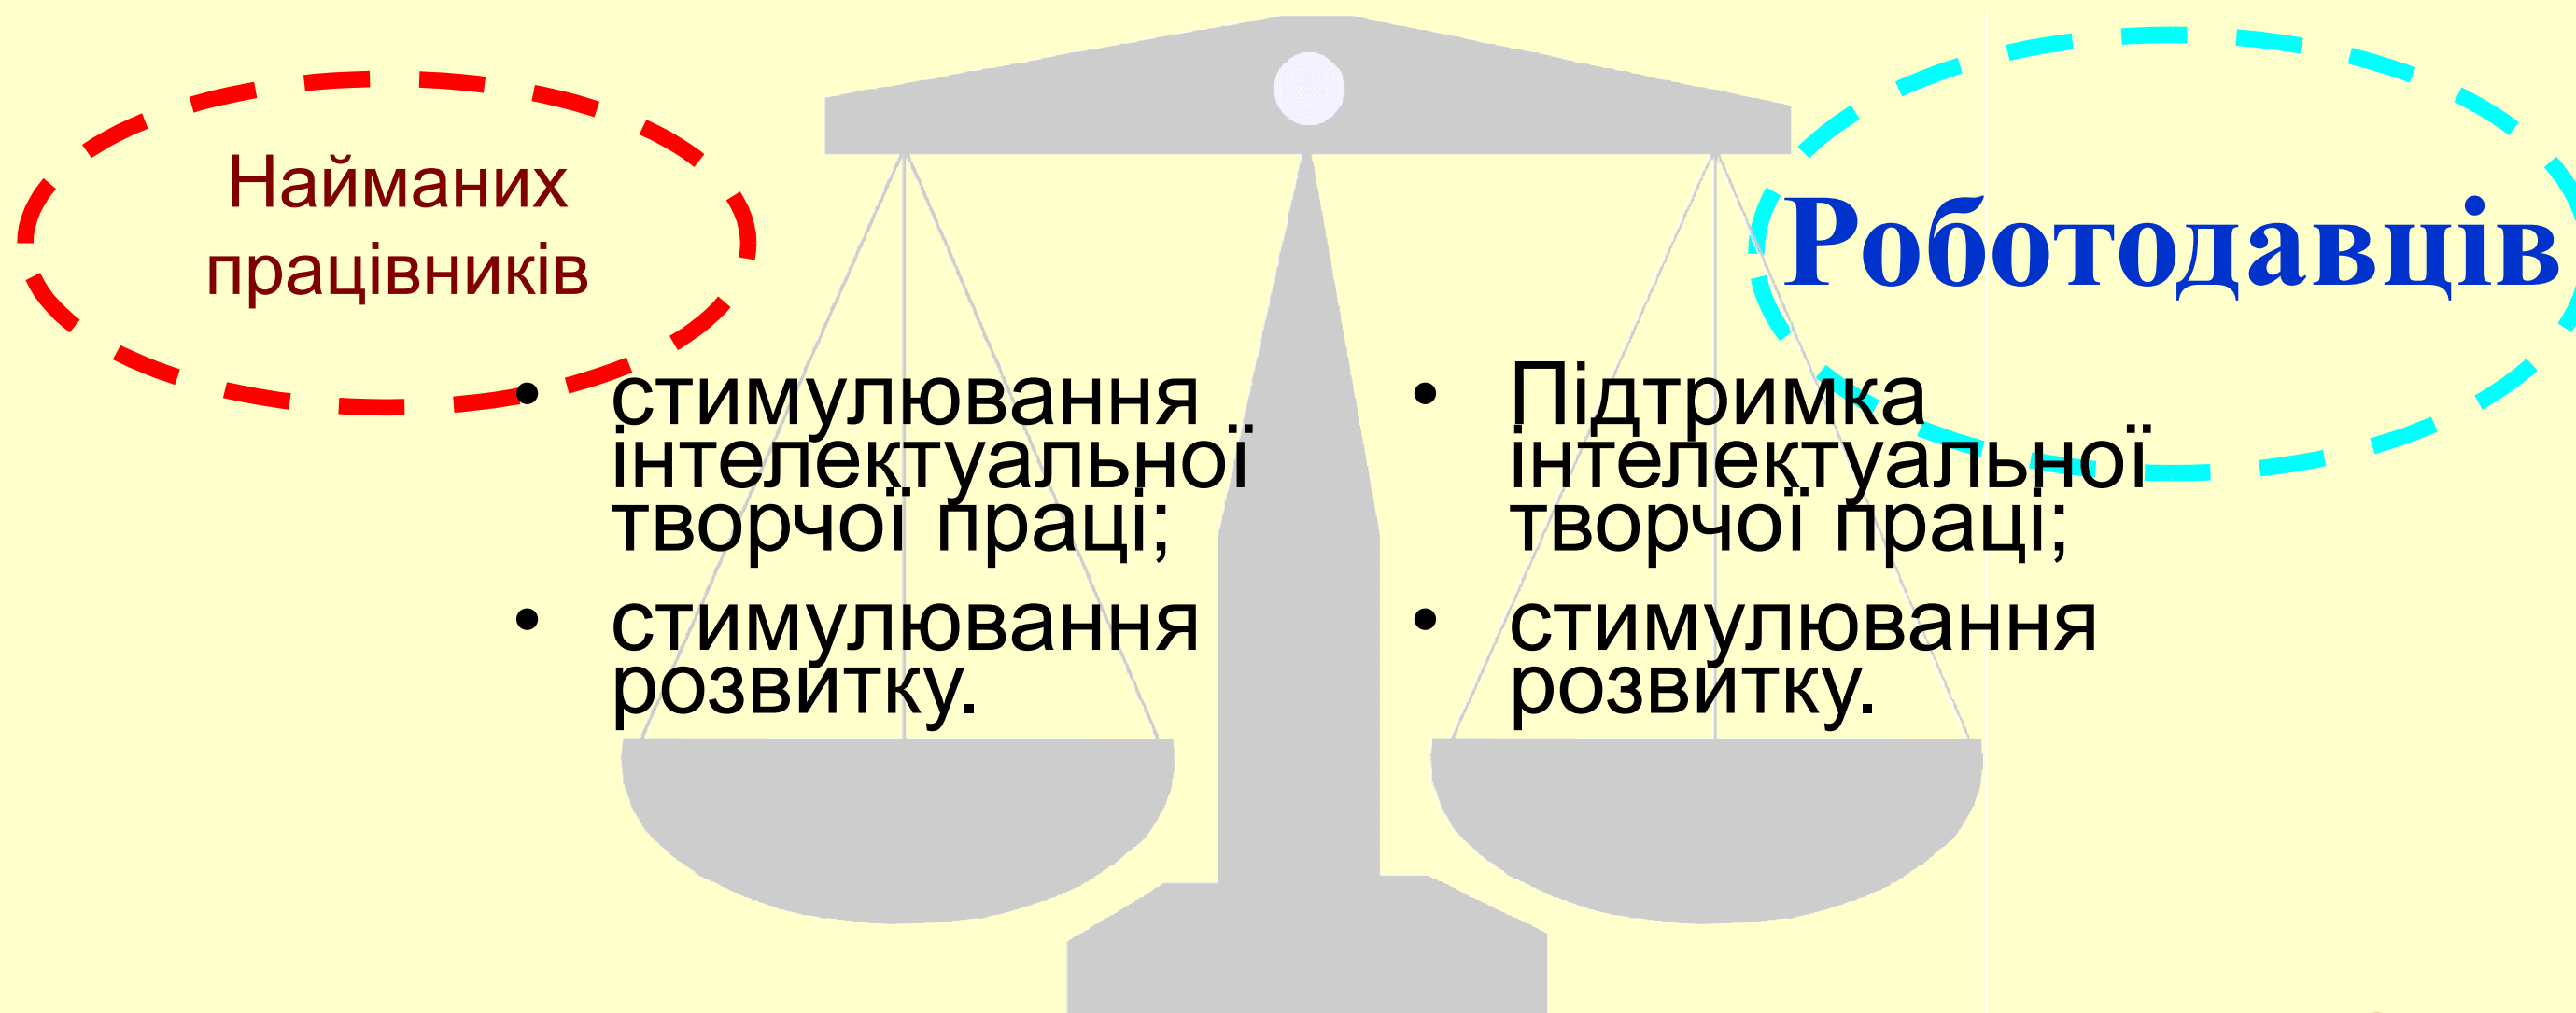 Найманих
працівників
Роботодавців
• стимулювання
інтелектуальної
творчої праці;
• стимулювання
розвитку.
• Підтримка
інтелектуальної
творчої праці;
• стимулювання
розвитку.